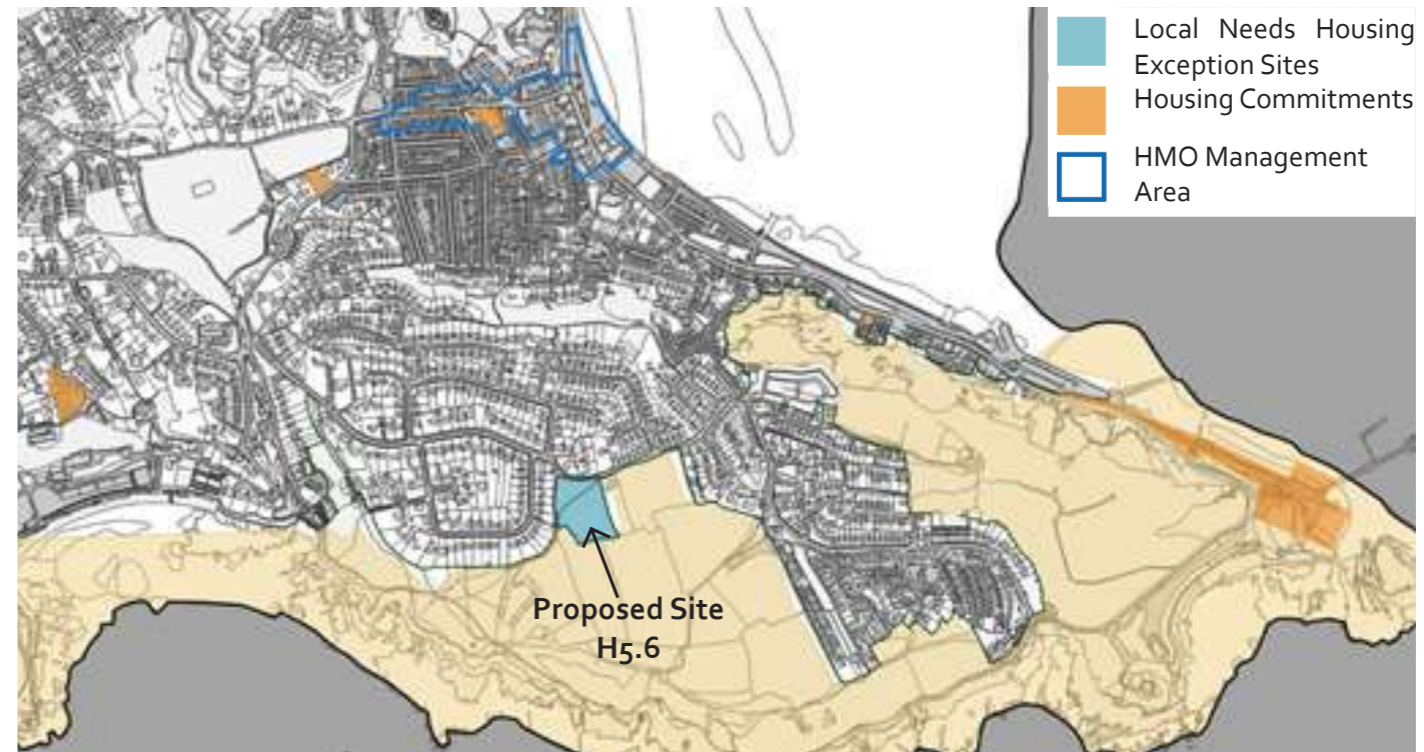 Local Needs Housing
Exception Sites
Housing Commitments
HMO Management
Area
Proposed Site
H5.6